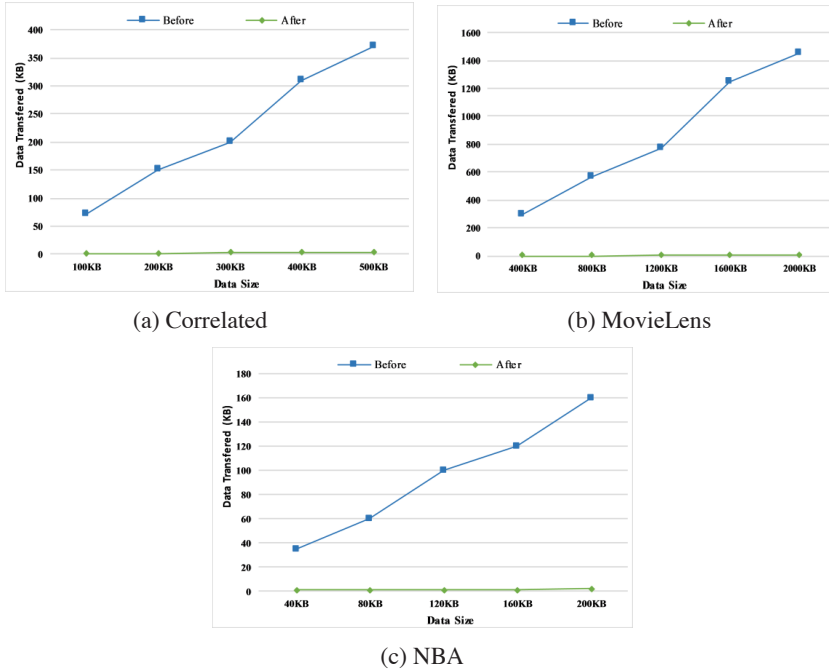 Before After
400
350
300
250
200
150
100
50
0
Data Transfered (KB)
100KB 200KB 300KB 400KB 500KB
Data Size
(a) Correlated
Before After
1600
1400
1200
1000
800
600
400
200
0
Data Transfered (KB)
400KB 800KB 1200KB 1600KB 2000KB
Data Size
(b) MovieLens
Before After
180
160
140
120
100
80
60
40
20
0
Data Transfered (KB)
40KB 80KB 120KB 160KB 200KB
Data Size
(c) NBA